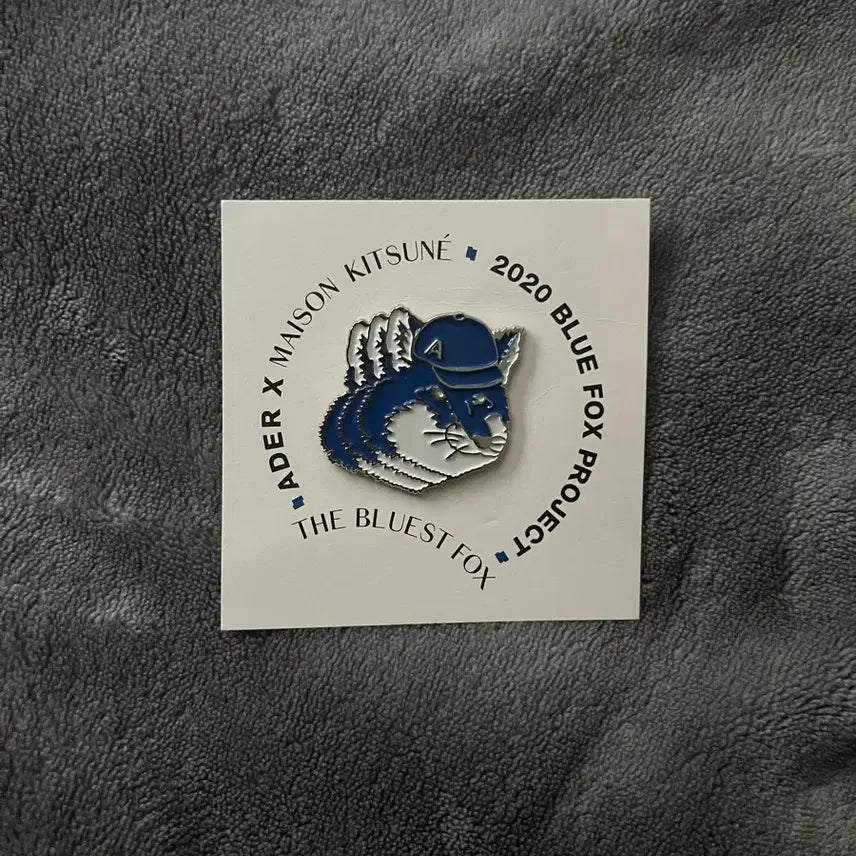 ADER X MAISON KITSUNÉ
2020 BLUE FOX PROJECT
THE BLUEST FOX
A